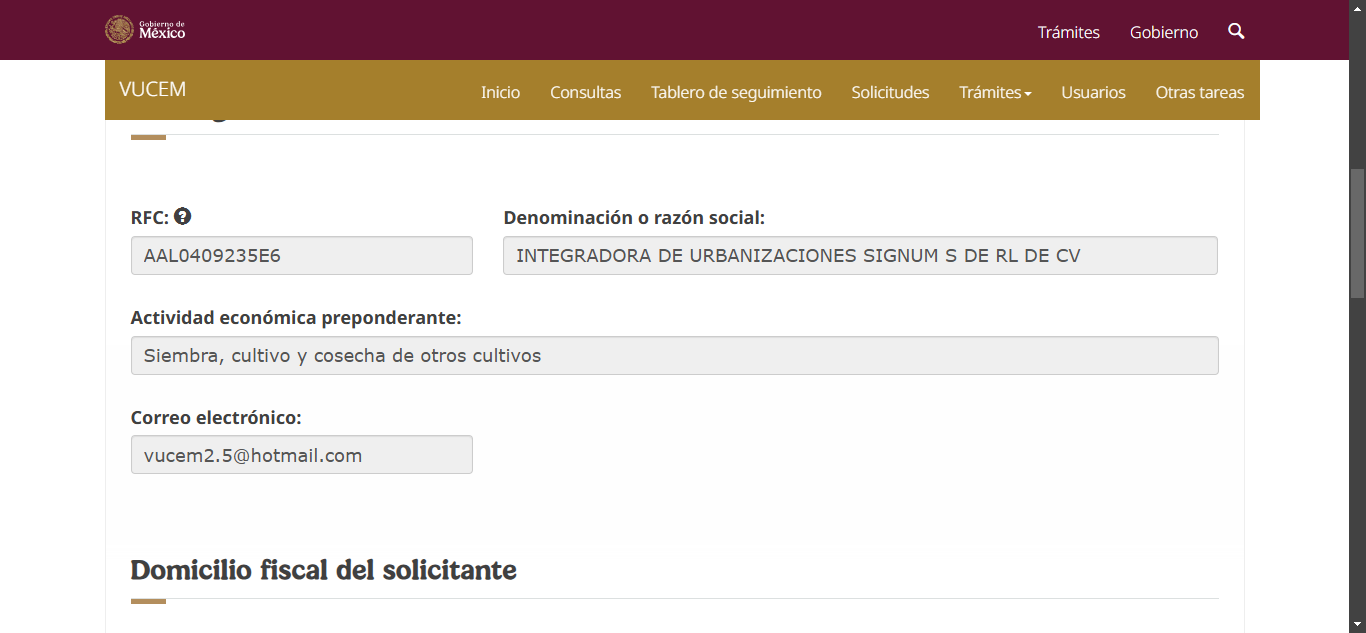 Gobierno de
México
Trámites
Gobierno
VUCEM
Inicio
Consultas
Tablero de seguimiento
Solicitudes
Trámites
Usuarios
Otras tareas
RFC:
Denominación o razón social:
AAL0409235E6
INTEGRADORA DE URBANIZACIONES SIGNUM S DE RL DE CV
Actividad económica preponderante:
Siembra, cultivo y cosecha de otros cultivos
Correo electrónico:
vucem2.5@hotmail.com
Domicilio fiscal del solicitante